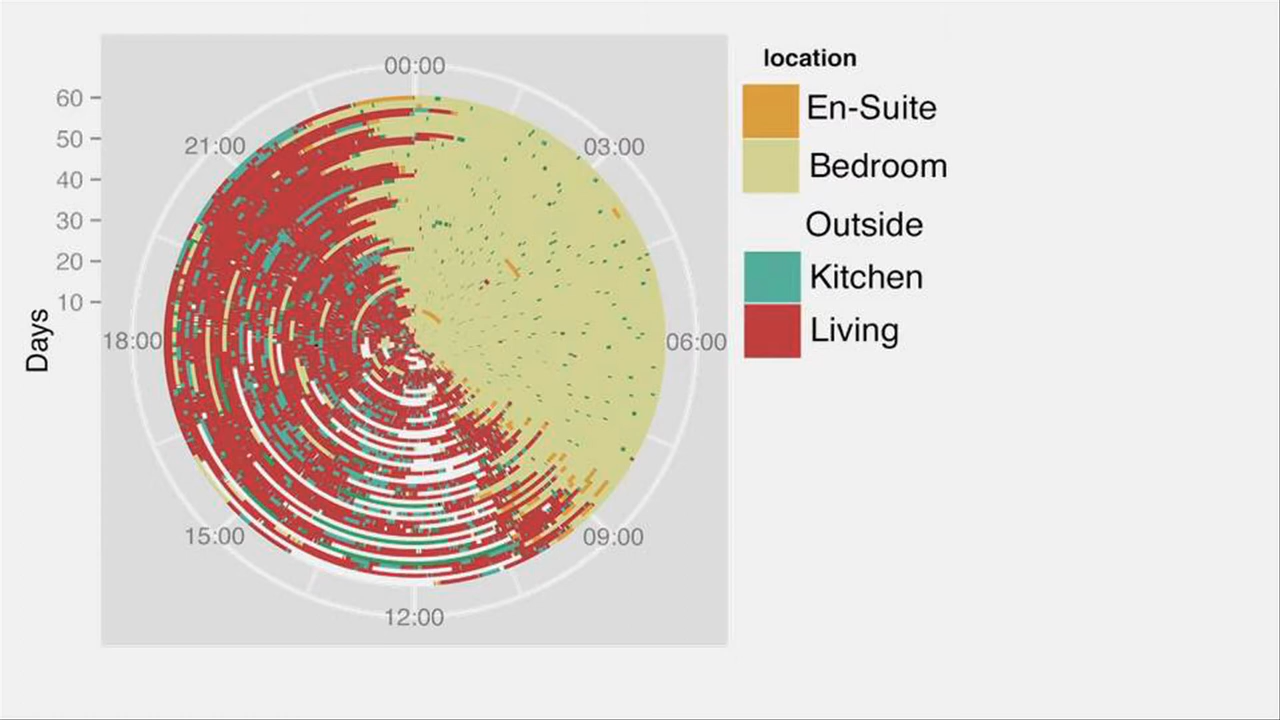 00:00
60
50
21:00
03:00
40
30
20
10
Days
18:00
06:00
15:00
09:00
12:00
location
En-Suite
Bedroom
Outside
Kitchen
Living